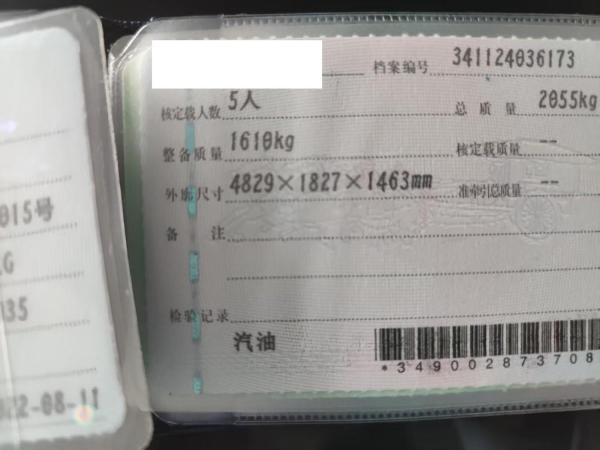 档案编号 341124036173
核定载人数 5人 总质量 2055kg
整备质量 1610kg 核定载质量 --
外廓尺寸 4829×1827×1463mm 准牵引总质量 --
备注
检验记录
汽油
*349002873708
015号
G
035
22-08-11